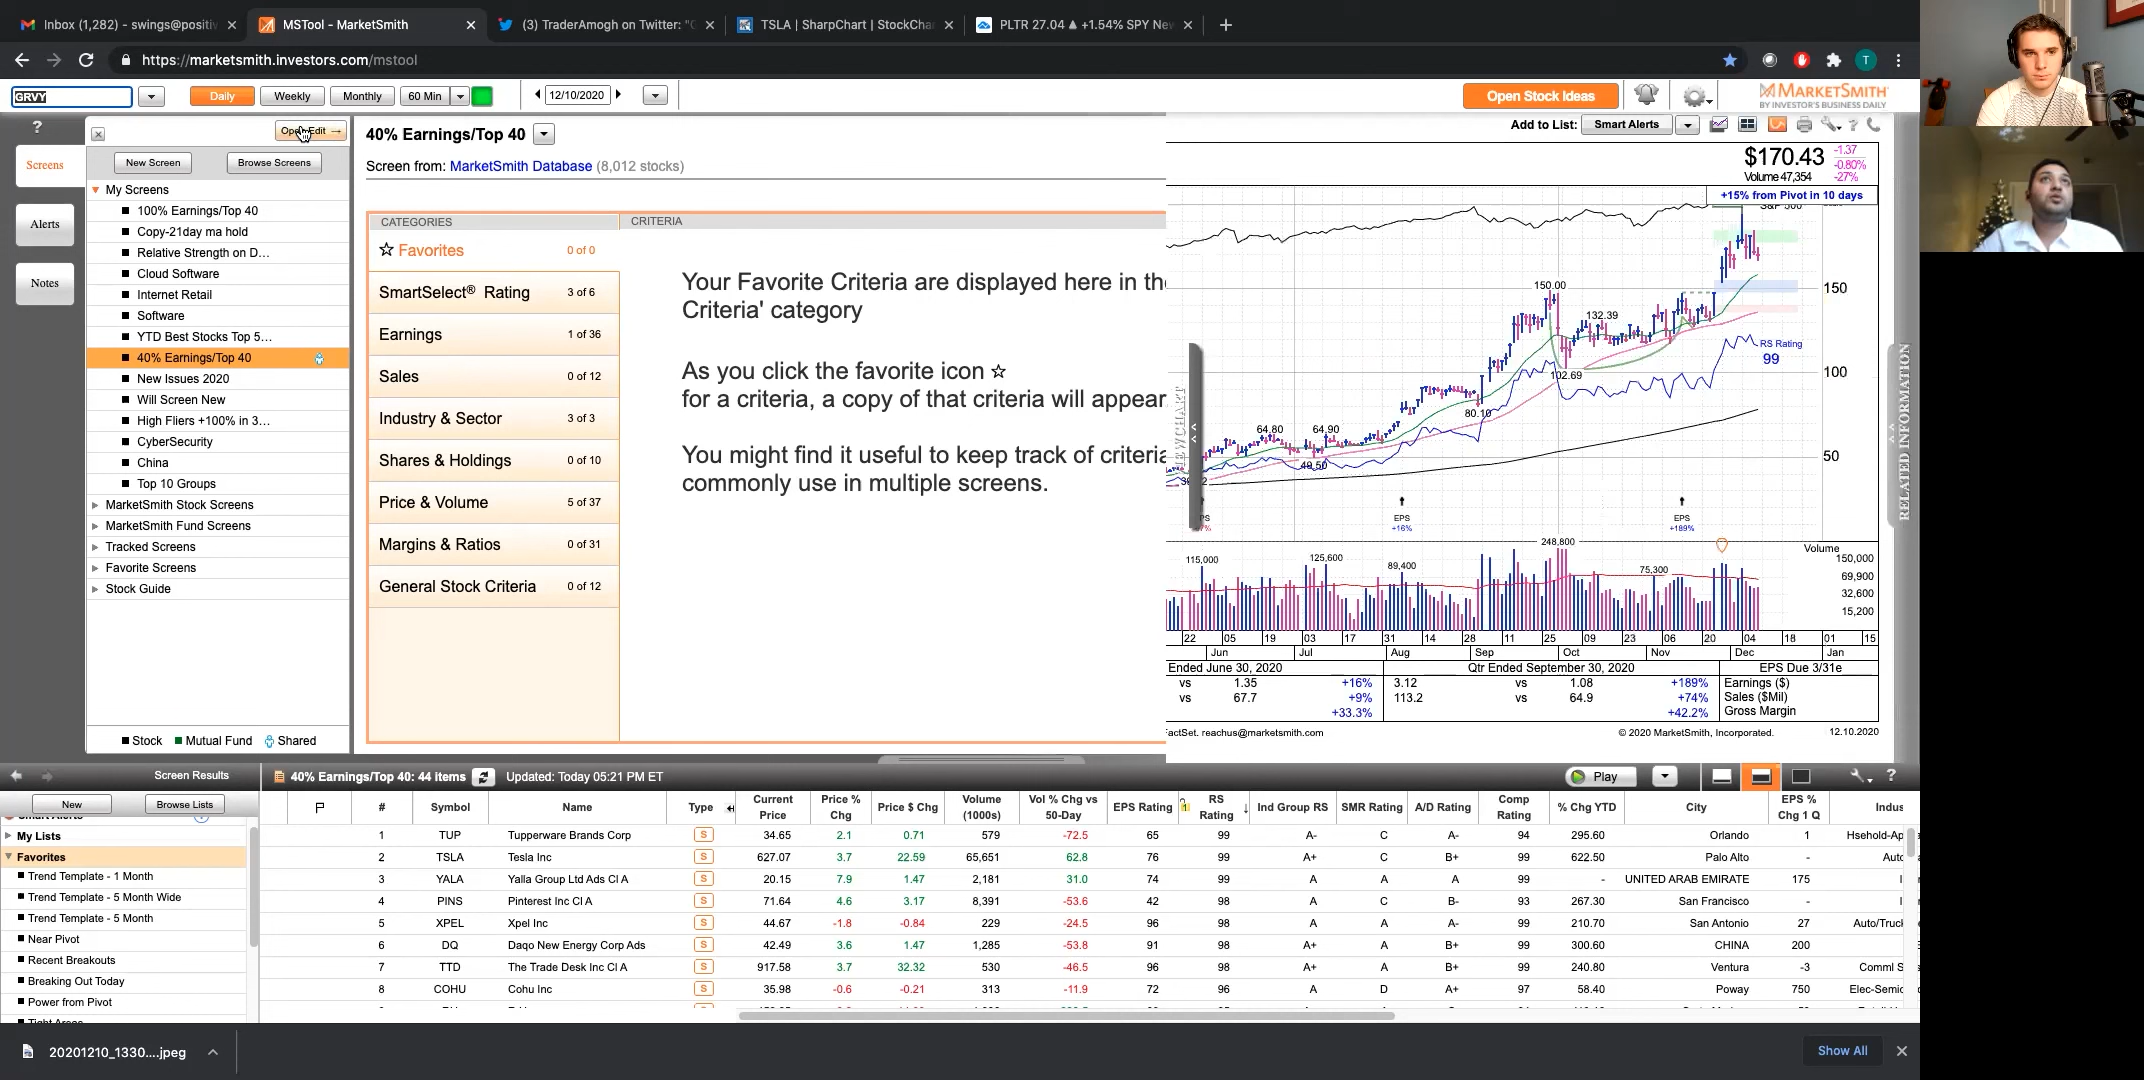 Inbox (1,282) - swings@positiv
MSTool - MarketSmith
(3) TraderAmogh on Twitter: "C
TSLA | SharpChart | StockCha
PLTR 27.04 ▲ +1.54% SPY Nev
https://marketsmith.investors.com/mstool
T
GRVY
Daily
Weekly
Monthly
60 Min
12/10/2020
Open Stock Ideas
MARKETSMITH
BY INVESTOR'S BUSINESS DAILY
?
Screens
Alerts
Notes
New Screen
Browse Screens
My Screens
100% Earnings/Top 40
Copy-21day ma hold
Relative Strength on D...
Cloud Software
Internet Retail
Software
YTD Best Stocks Top 5...
40% Earnings/Top 40
New Issues 2020
Will Screen New
High Fliers +100% in 3...
CyberSecurity
China
Top 10 Groups
MarketSmith Stock Screens
MarketSmith Fund Screens
Tracked Screens
Favorite Screens
Stock Guide
Stock Mutual Fund Shared
40% Earnings/Top 40
Screen from: MarketSmith Database (8,012 stocks)
CATEGORIES CRITERIA
Favorites 0 of 0
SmartSelect® Rating 3 of 6
Earnings 1 of 36
Sales 0 of 12
Industry & Sector 3 of 3
Shares & Holdings 0 of 10
Price & Volume 5 of 37
Margins & Ratios 0 of 31
General Stock Criteria 0 of 12
Your Favorite Criteria are displayed here in the
Criteria' category
As you click the favorite icon ☆
for a criteria, a copy of that criteria will appear
You might find it useful to keep track of criteria
commonly use in multiple screens.
Add to List: Smart Alerts
$170.43 -1.37
-0.80%
Volume 47,354 -27%
+15% from Pivot in 10 days
S&P 500
150.00
132.39
102.69
80.10
64.80
64.90
49.50
150
100
50
RS Rating
99
EPS
+16%
EPS
+189%
Volume
150,000
69,900
32,600
15,200
115,000
125,600
89,400
248,800
75,300
22 05 19 03 17 31 14 28 11 25 09 23 06 20 04 18 01 15
Jun Jul Aug Sep Oct Nov Dec Jan
Ended June 30, 2020 Qtr Ended September 30, 2020 EPS Due 3/31e
vs 1.35 +16% 3.12 vs 1.08 +189% Earnings ($)
vs 67.7 +9% 113.2 vs 64.9 +74% Sales ($Mil)
+33.3% +42.2% Gross Margin
FactSet. reachus@marketsmith.com © 2020 MarketSmith, Incorporated. 12.10.2020
RELATED INFORMATION
Screen Results
40% Earnings/Top 40: 44 items Updated: Today 05:21 PM ET
Play
?
New
Browse Lists
My Lists
Favorites
Trend Template - 1 Month
Trend Template - 5 Month Wide
Trend Template - 5 Month
Near Pivot
Recent Breakouts
Breaking Out Today
Power from Pivot
Tight Areas
# Symbol Name Type Current Price Price % Chg Price $ Chg Volume (1000s) Vol % Chg vs 50-Day EPS Rating RS Rating Ind Group RS SMR Rating A/D Rating Comp Rating % Chg YTD City EPS % Chg 1 Q Indus
1 TUP Tupperware Brands Corp S 34.65 2.1 0.71 579 -72.5 65 99 A- C A- 94 295.60 Orlando 1 Hsehold-Ap
2 TSLA Tesla Inc S 627.07 3.7 22.59 65,651 62.8 76 99 A+ C B+ 99 622.50 Palo Alto - Auto
3 YALA Yalla Group Ltd Ads Cl A S 20.15 7.9 1.47 2,181 31.0 74 99 A A A 99 - UNITED ARAB EMIRATE 175
4 PINS Pinterest Inc Cl A S 71.64 4.6 3.17 8,391 -53.6 42 98 A C B- 93 267.30 San Francisco -
5 XPEL Xpel Inc S 44.67 -1.8 -0.84 229 -24.5 96 98 A A A- 99 210.70 San Antonio 27 Auto/Truck
6 DQ Daqo New Energy Corp Ads S 42.49 3.6 1.47 1,285 -53.8 91 98 A+ A B+ 99 300.60 CHINA 200
7 TTD The Trade Desk Inc Cl A S 917.58 3.7 32.32 530 -46.5 96 98 A+ A B+ 99 240.80 Ventura -3 Comml S
8 COHU Cohu Inc S 35.98 -0.6 -0.21 313 -11.9 72 96 A D A+ 97 58.40 Poway 750 Elec-Semic
20201210_1330....jpeg
Show All